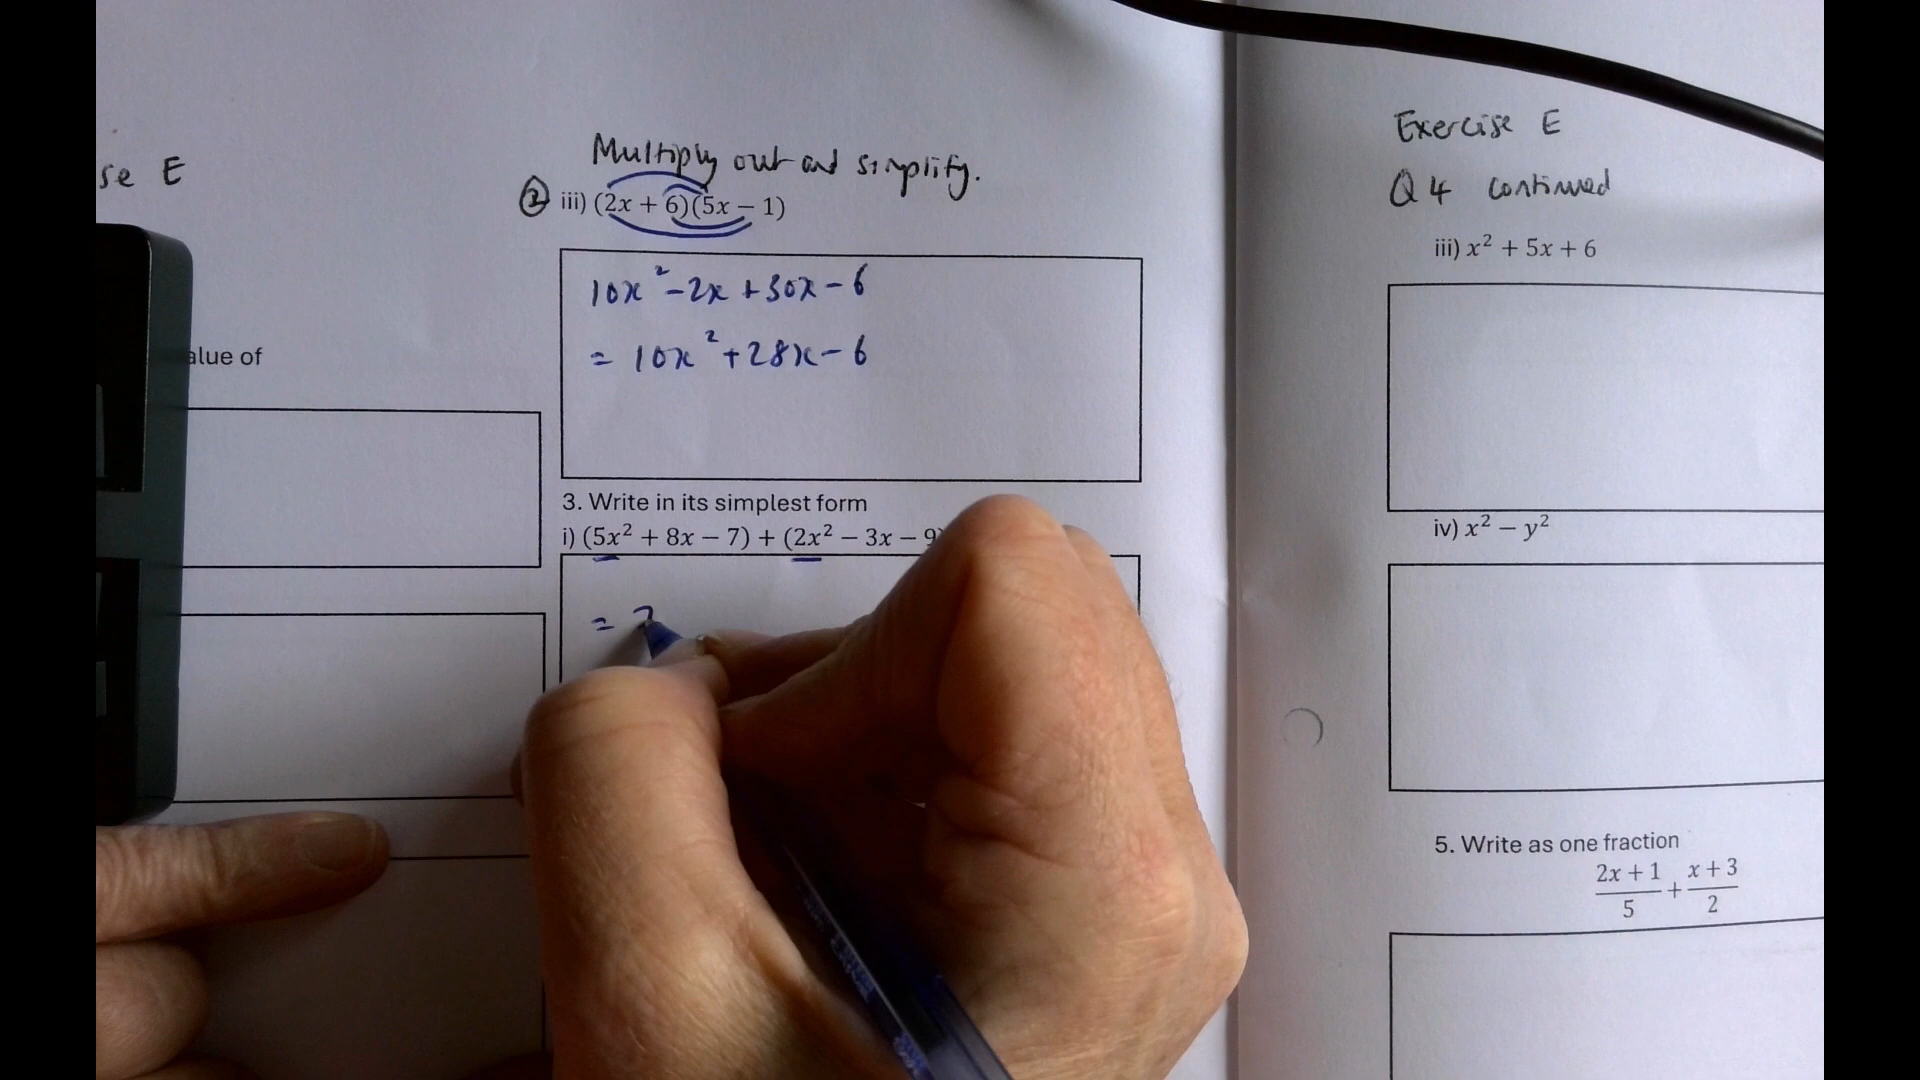 se E
alue of
Multiply out and simplify.
② iii) (2x + 6)(5x − 1)
10x² − 2x + 30x − 6
= 10x² + 28x − 6
3. Write in its simplest form
i) (5x² + 8x − 7) + (2x² − 3x − 9)
= 7
Exercise E
Q 4 continued
iii) x² + 5x + 6
iv) x² − y²
5. Write as one fraction
2x + 1 x + 3
+
5 2